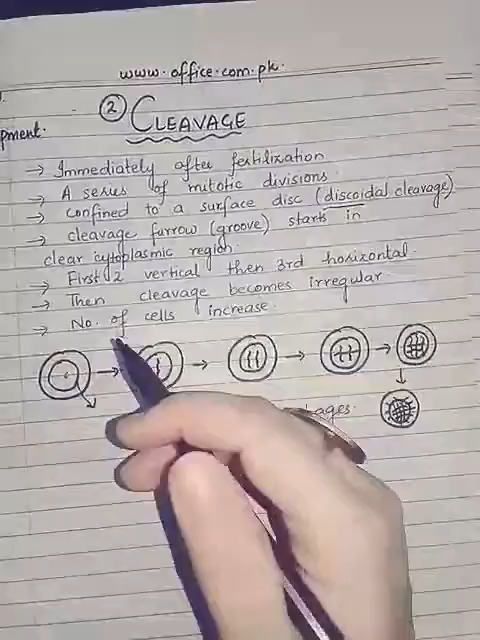 www.office.com.pk.
② CLEAVAGE
pment.
→ Immediately after fertilization
→ A series of mitotic divisions.
→ Confined to a surface disc (discoidal cleavage)
→ cleavage furrow (groove) starts in
clear cytoplasmic region.
→ First 2 vertical then 3rd horizontal.
→ Then cleavage becomes irregular
→ No. of cells increase.